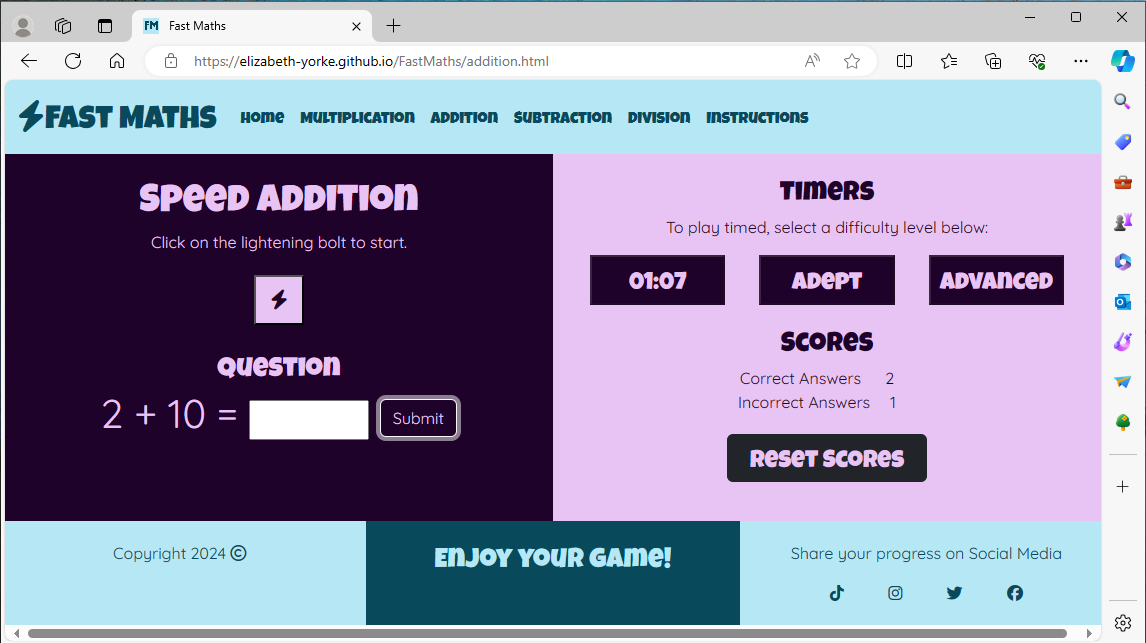 FM Fast Maths
https://elizabeth-yorke.github.io/FastMaths/addition.html
FAST MATHS Home Multiplication Addition Subtraction Division Instructions
Speed Addition
Click on the lightening bolt to start.
Question
2 + 10 = Submit
Timers
To play timed, select a difficulty level below:
01:07 Adept Advanced
Scores
Correct Answers 2
Incorrect Answers 1
Reset Scores
Copyright 2024 ©
Enjoy your game!
Share your progress on Social Media